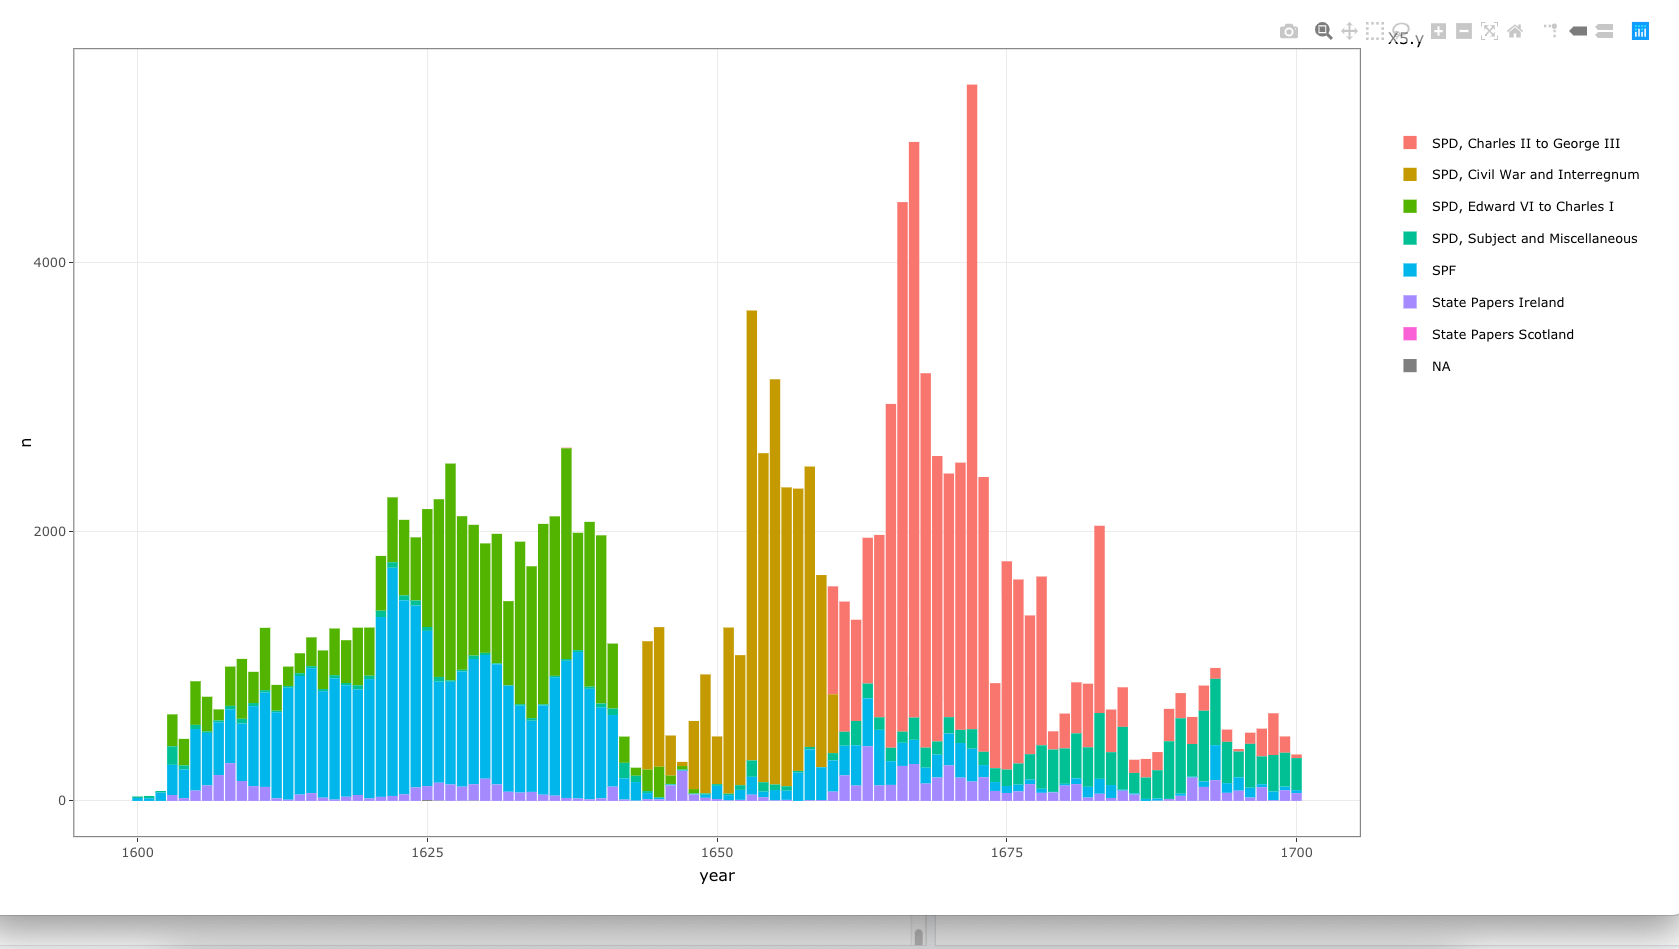 X5.y
SPD, Charles II to George III
SPD, Civil War and Interregnum
SPD, Edward VI to Charles I
SPD, Subject and Miscellaneous
SPF
State Papers Ireland
State Papers Scotland
NA
4000
2000
0
n
1600
1625
1650
1675
1700
year